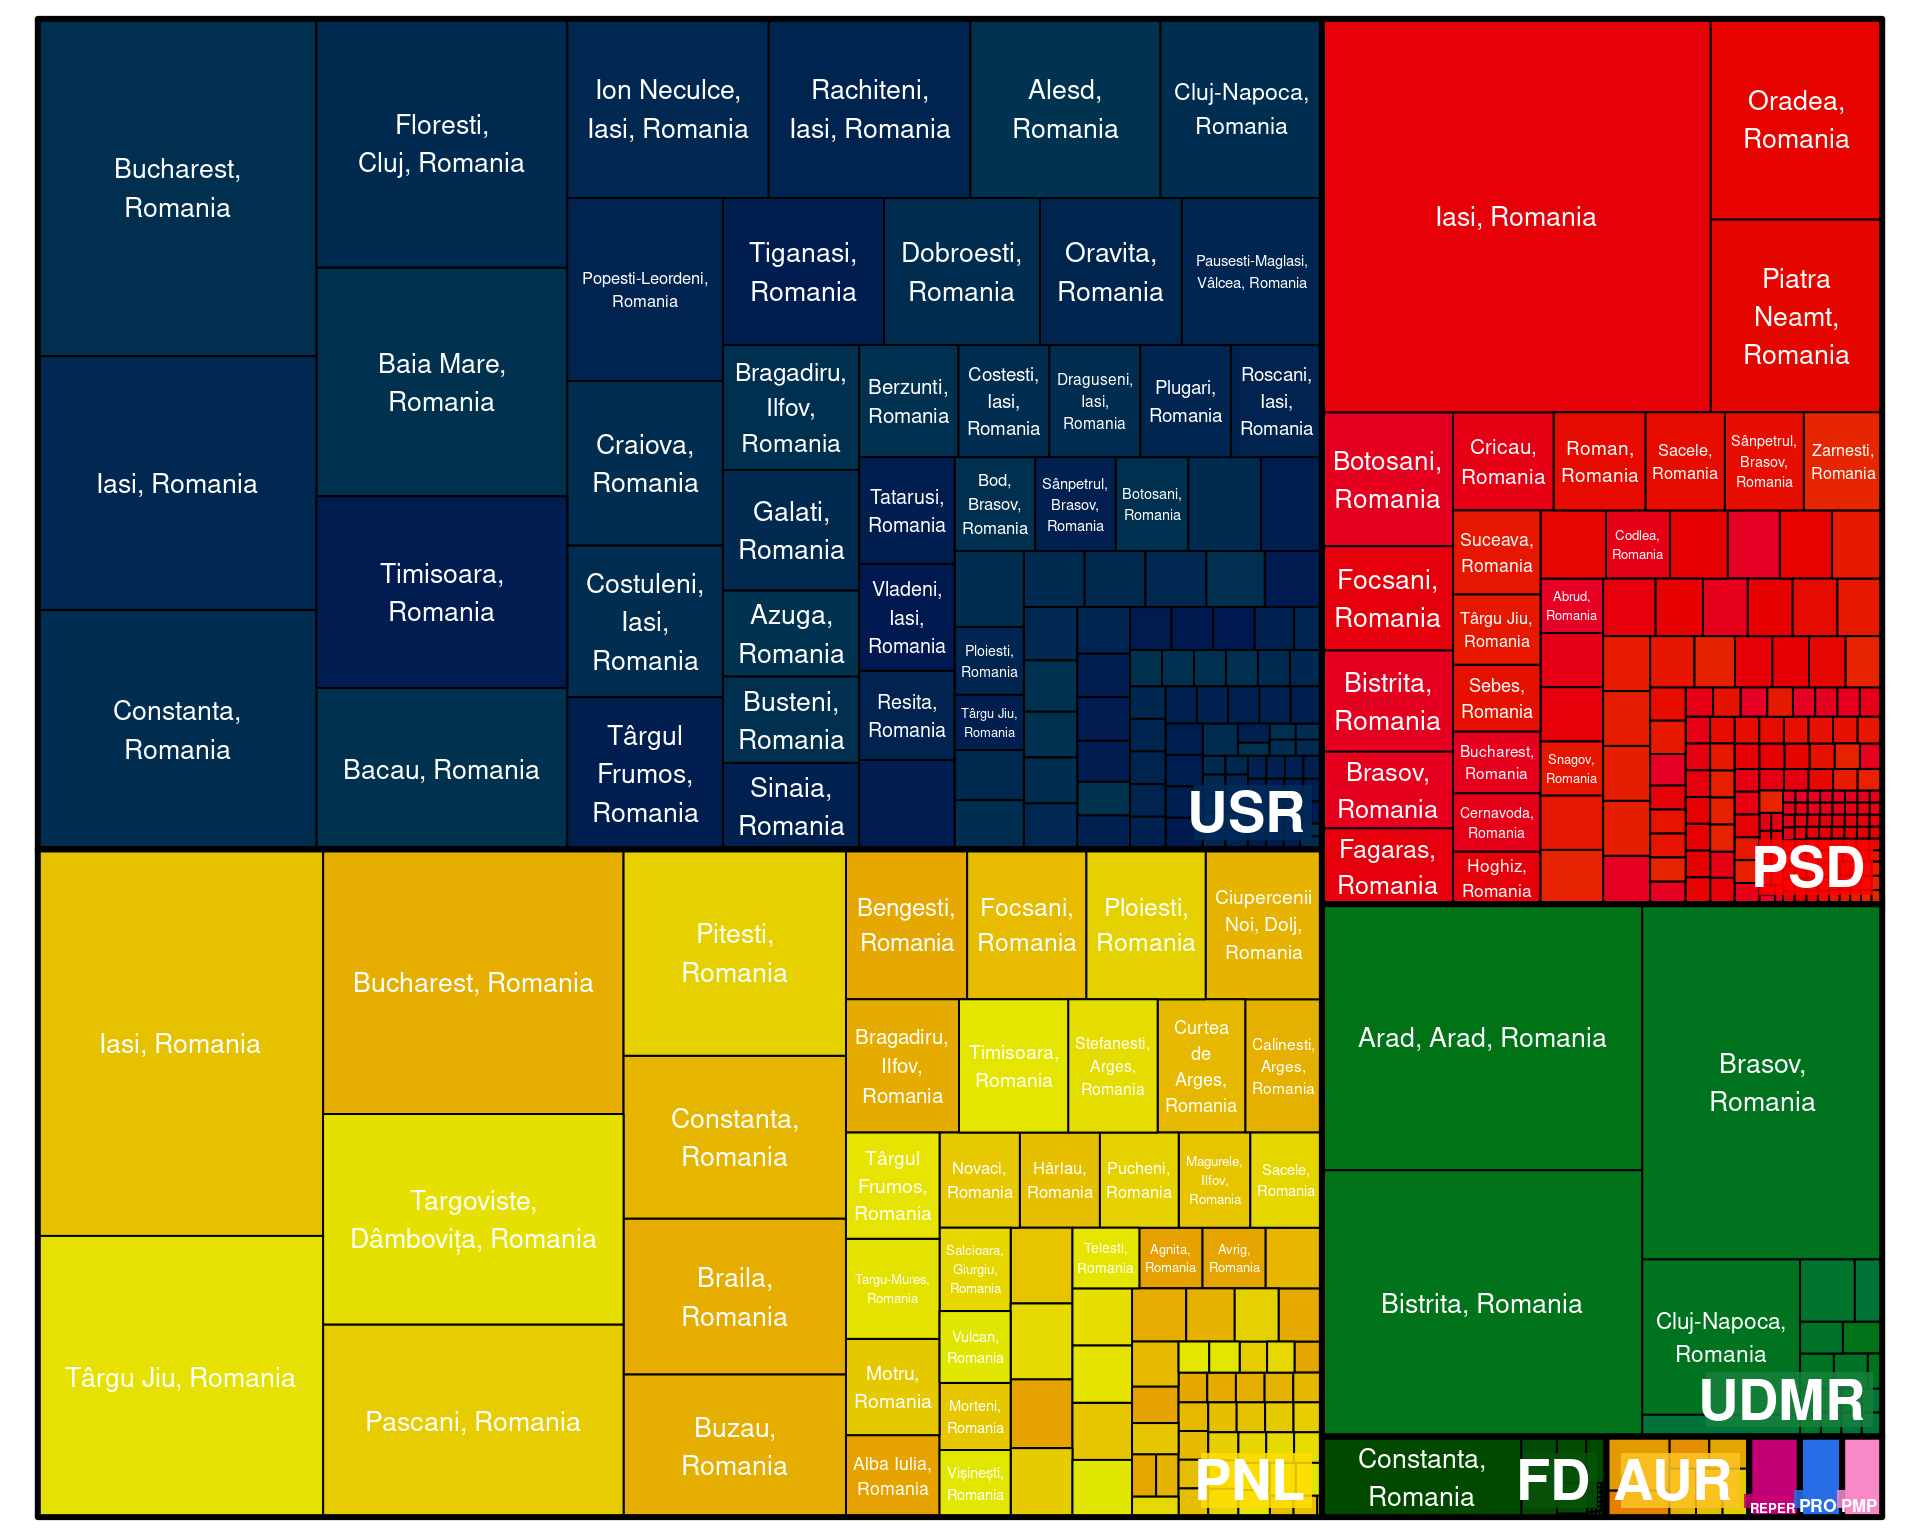 Bucharest,
Romania
Iasi, Romania
Constanta,
Romania
Floresti,
Cluj, Romania
Baia Mare,
Romania
Timisoara,
Romania
Bacau, Romania
Ion Neculce,
Iasi, Romania
Rachiteni,
Iasi, Romania
Alesd,
Romania
Cluj-Napoca,
Romania
Popesti-Leordeni,
Romania
Tiganasi,
Romania
Dobroesti,
Romania
Oravita,
Romania
Pausesti-Maglasi,
Vâlcea, Romania
Craiova,
Romania
Costuleni,
Iasi,
Romania
Târgul
Frumos,
Romania
Bragadiru,
Ilfov,
Romania
Galati,
Romania
Azuga,
Romania
Busteni,
Romania
Sinaia,
Romania
Berzunti,
Romania
Costesti,
Iasi,
Romania
Draguseni,
Iasi,
Romania
Plugari,
Romania
Roscani,
Iasi,
Romania
Tatarusi,
Romania
Vladeni,
Iasi,
Romania
Resita,
Romania
Bod,
Brasov,
Romania
Sânpetrul,
Brasov,
Romania
Botosani,
Romania
Ploiesti,
Romania
Târgu Jiu,
Romania
USR
Iasi, Romania
Oradea,
Romania
Piatra
Neamt,
Romania
Botosani,
Romania
Focsani,
Romania
Bistrita,
Romania
Brasov,
Romania
Fagaras,
Romania
Cricau,
Romania
Roman,
Romania
Sacele,
Romania
Sânpetrul,
Brasov,
Romania
Zarnesti,
Romania
Suceava,
Romania
Târgu Jiu,
Romania
Sebes,
Romania
Bucharest,
Romania
Cernavoda,
Romania
Hoghiz,
Romania
Codlea,
Romania
Abrud,
Romania
Snagov,
Romania
PSD
Iasi, Romania
Târgu Jiu, Romania
Bucharest, Romania
Targoviste,
Dâmbovița, Romania
Pascani, Romania
Pitesti,
Romania
Constanta,
Romania
Braila,
Romania
Buzau,
Romania
Bengesti,
Romania
Focsani,
Romania
Ploiesti,
Romania
Ciupercenii
Noi, Dolj,
Romania
Bragadiru,
Ilfov,
Romania
Timisoara,
Romania
Stefanesti,
Arges,
Romania
Curtea
de
Arges,
Romania
Calinesti,
Arges,
Romania
Târgul
Frumos,
Romania
Targu-Mures,
Romania
Motru,
Romania
Alba Iulia,
Romania
Novaci,
Romania
Hârlau,
Romania
Pucheni,
Romania
Magurele,
Ilfov,
Romania
Sacele,
Romania
Salcioara,
Giurgiu,
Romania
Vulcan,
Romania
Morteni,
Romania
Vișinești,
Romania
Telesti,
Romania
Agnita,
Romania
Avrig,
Romania
PNL
Arad, Arad, Romania
Bistrita, Romania
Brasov,
Romania
Cluj-Napoca,
Romania
UDMR
Constanta,
Romania
FD
AUR
REPER
PRO
PMP